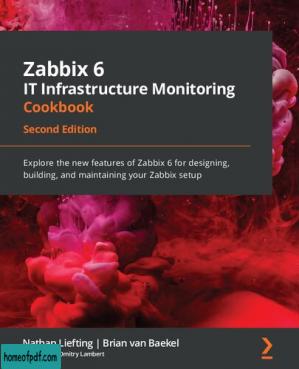 Zabbix 6
IT Infrastructure Monitoring
Cookbook
Second Edition
Explore the new features of Zabbix 6 for designing,
building, and maintaining your Zabbix setup
Nathan Liefting | Brian van Baekel
Dmitry Lambert
homeofpdf.com